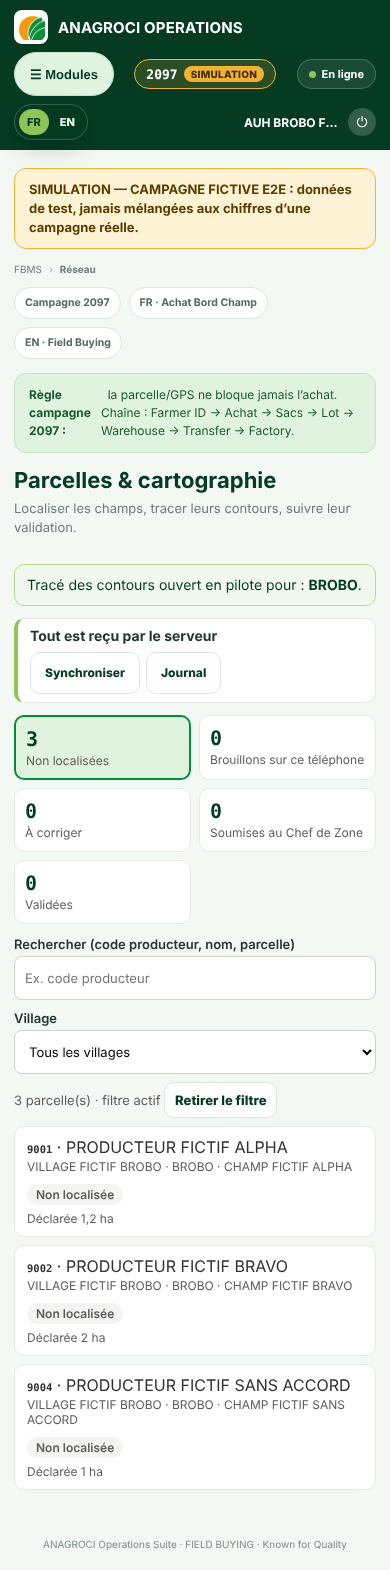 ANAGROCI OPERATIONS
☰ Modules
2097 SIMULATION
En ligne
FR EN
AUH BROBO F...
SIMULATION — CAMPAGNE FICTIVE E2E : données
de test, jamais mélangées aux chiffres d’une
campagne réelle.
FBMS › Réseau
Campagne 2097
FR · Achat Bord Champ
EN · Field Buying
Règle
campagne
2097 :
la parcelle/GPS ne bloque jamais l’achat.
Chaîne : Farmer ID → Achat → Sacs → Lot →
Warehouse → Transfer → Factory.
Parcelles & cartographie
Localiser les champs, tracer leurs contours, suivre leur
validation.
Tracé des contours ouvert en pilote pour : BROBO.
Tout est reçu par le serveur
Synchroniser
Journal
3
Non localisées
0
Brouillons sur ce téléphone
0
À corriger
0
Soumises au Chef de Zone
0
Validées
Rechercher (code producteur, nom, parcelle)
Ex. code producteur
Village
Tous les villages
3 parcelle(s) · filtre actif Retirer le filtre
9001 · PRODUCTEUR FICTIF ALPHA
VILLAGE FICTIF BROBO · BROBO · CHAMP FICTIF ALPHA
Non localisée
Déclarée 1,2 ha
9002 · PRODUCTEUR FICTIF BRAVO
VILLAGE FICTIF BROBO · BROBO · CHAMP FICTIF BRAVO
Non localisée
Déclarée 2 ha
9004 · PRODUCTEUR FICTIF SANS ACCORD
VILLAGE FICTIF BROBO · BROBO · CHAMP FICTIF SANS
ACCORD
Non localisée
Déclarée 1 ha
ANAGROCI Operations Suite · FIELD BUYING · Known for Quality